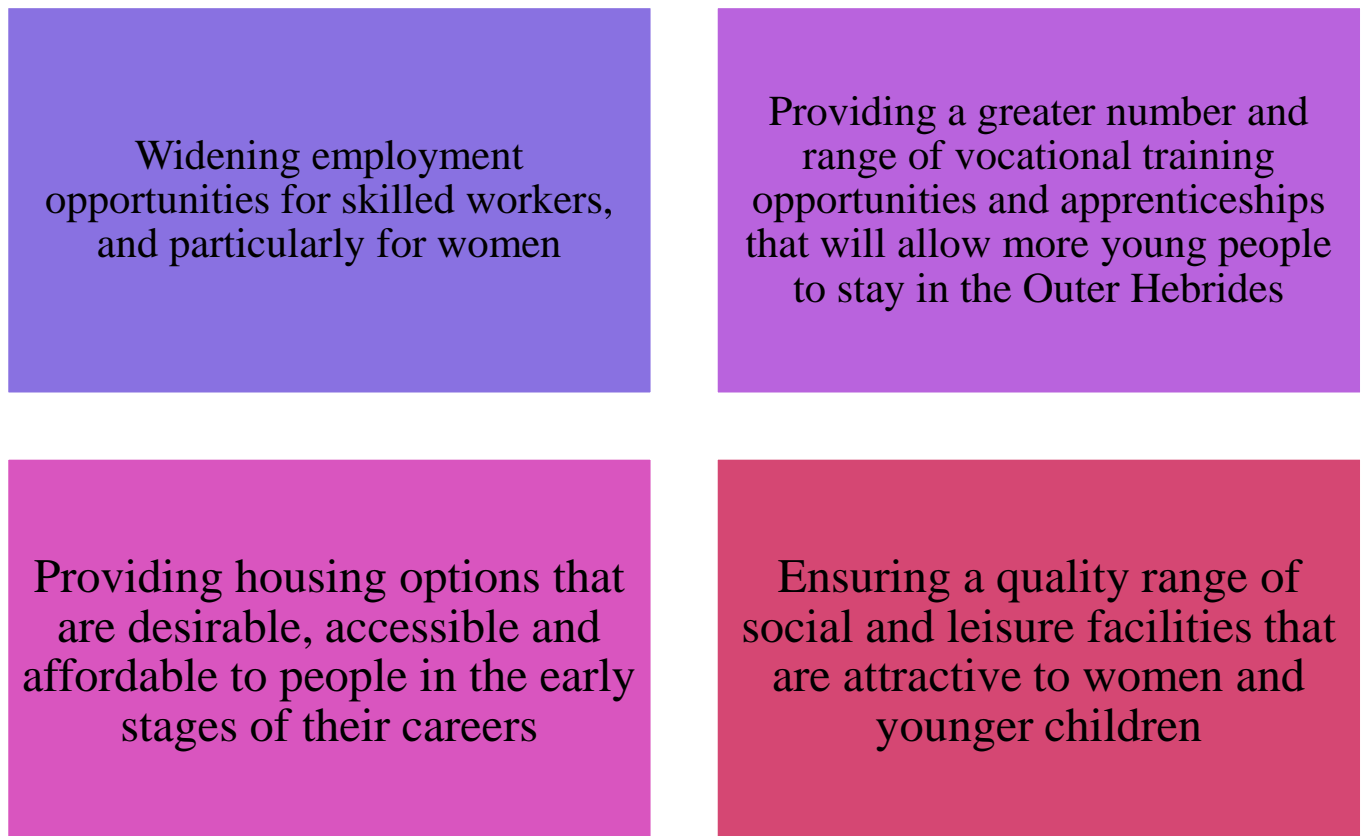 Widening employment
opportunities for skilled workers,
and particularly for women
Providing a greater number and
range of vocational training
opportunities and apprenticeships
that will allow more young people
to stay in the Outer Hebrides
Providing housing options that
are desirable, accessible and
affordable to people in the early
stages of their careers
Ensuring a quality range of
social and leisure facilities that
are attractive to women and
younger children